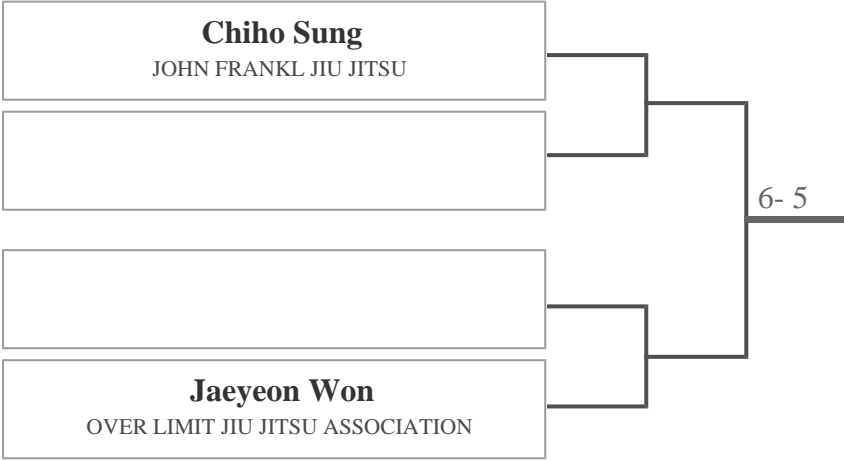 Chiho Sung
JOHN FRANKL JIU JITSU
6- 5
Jaeyeon Won
OVER LIMIT JIU JITSU ASSOCIATION